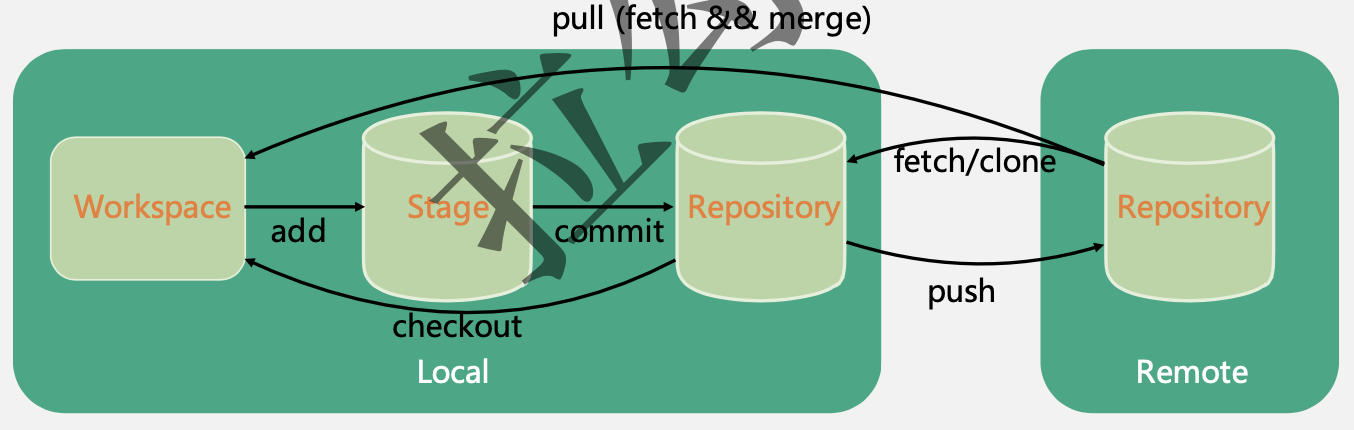 pull (fetch && merge)
Workspace
add
Stage
commit
Repository
fetch/clone
push
Repository
checkout
Local
Remote